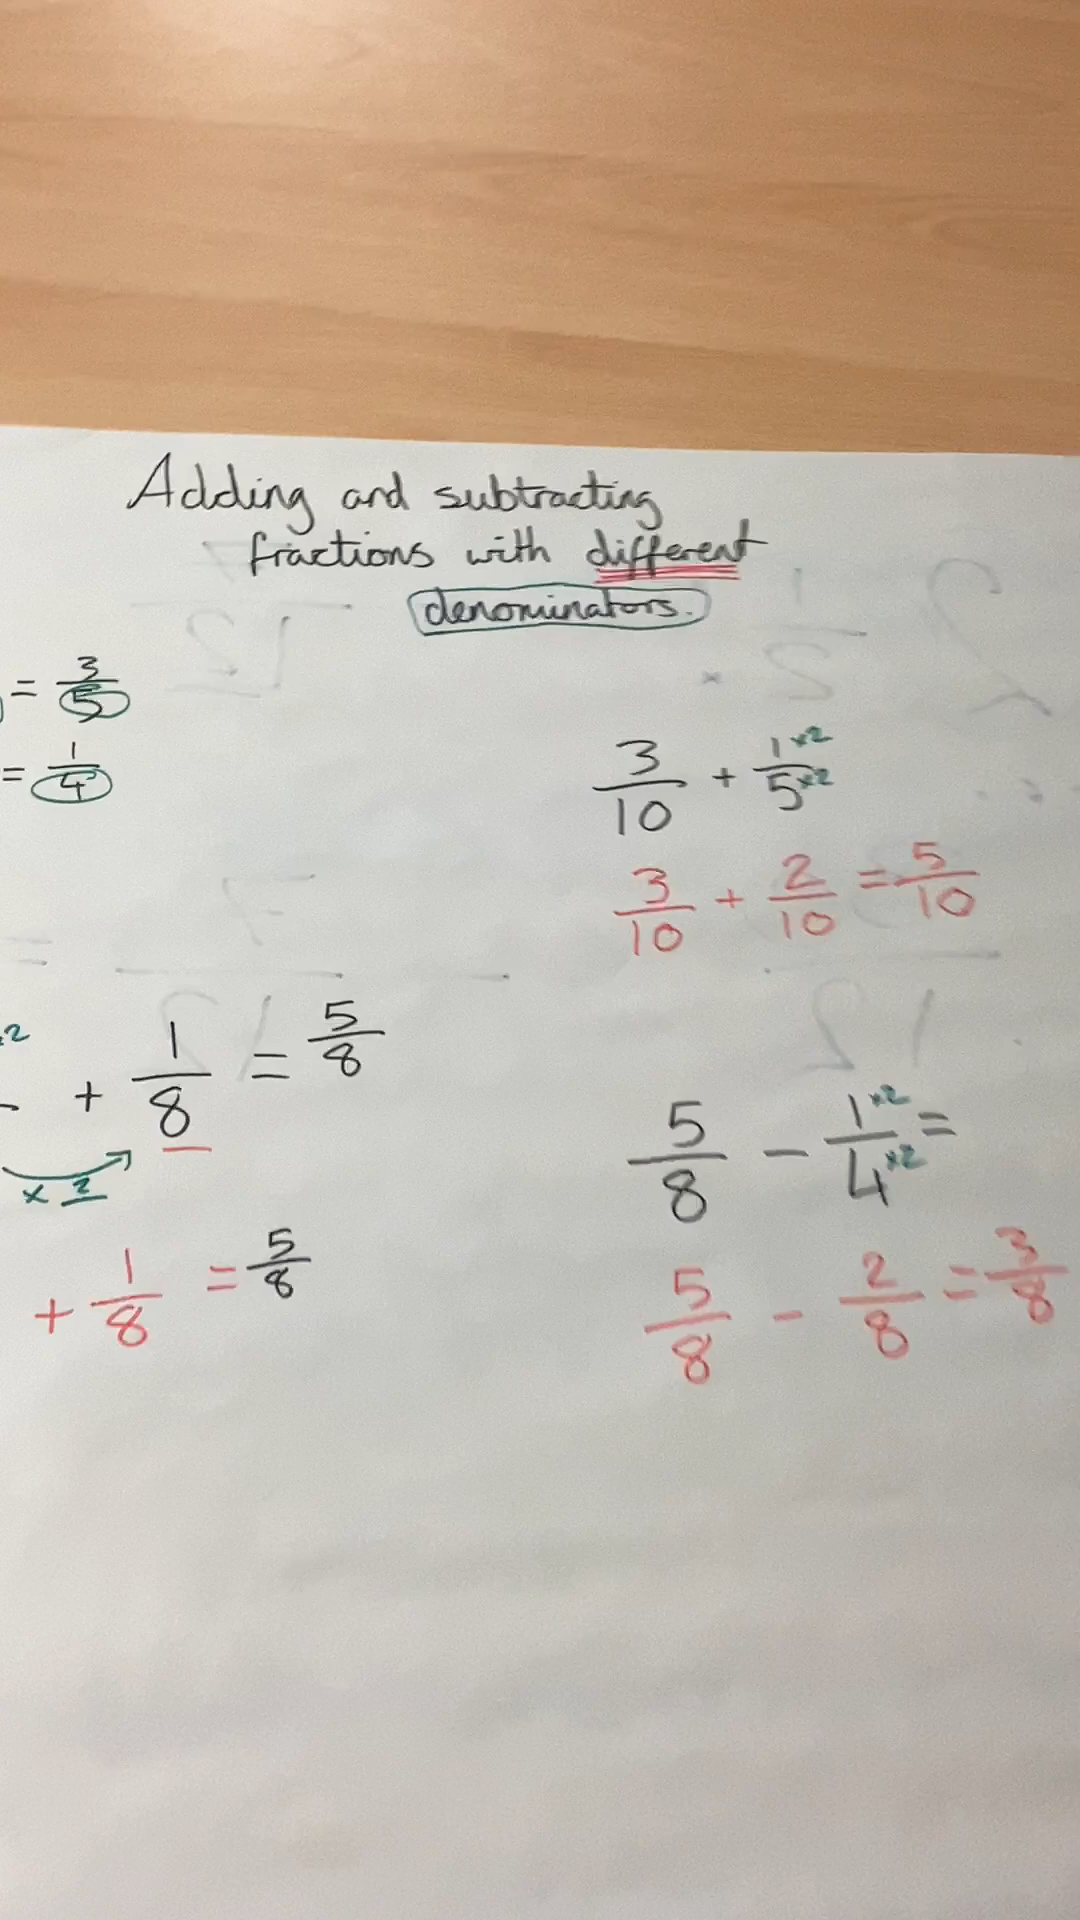 Adding and subtracting
fractions with different
denominators.
= 3/5
= 1/4
3/10 + 1/5 ×2 ×2
3/10 + 2/10 = 5/10
×2
+ 1/8 = 5/8
× 2
+ 1/8 = 5/8
5/8 - 1/4 ×2 ×2 =
5/8 - 2/8 = 3/8